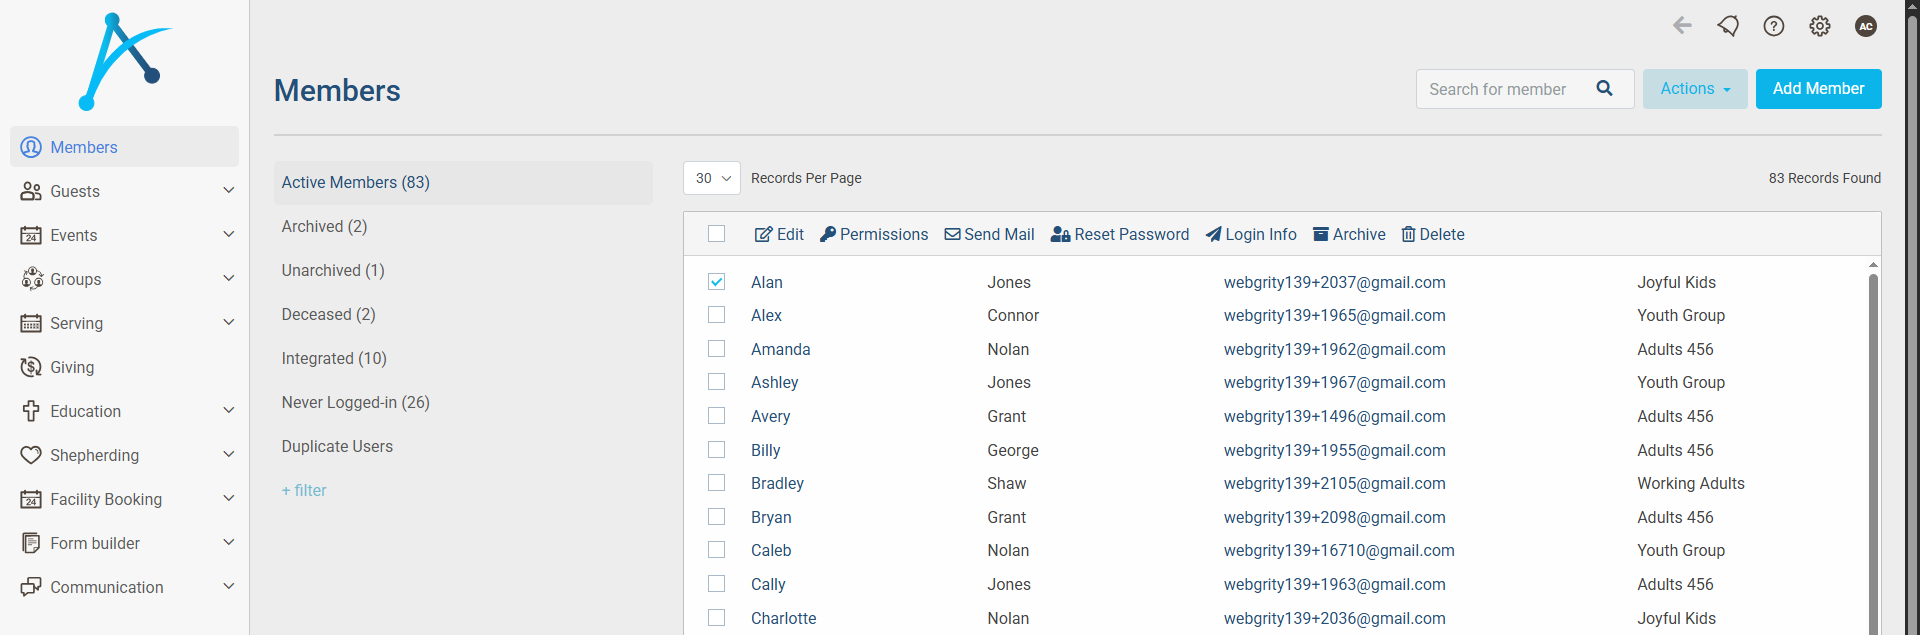 AC
Members
Search for member
Actions
Add Member
Members
Guests
24 Events
Groups
Serving
Giving
Education
Shepherding
24 Facility Booking
Form builder
Communication
Active Members (83)
Archived (2)
Unarchived (1)
Deceased (2)
Integrated (10)
Never Logged-in (26)
Duplicate Users
+ filter
30 Records Per Page
83 Records Found
Edit Permissions Send Mail Reset Password Login Info Archive Delete
Alan Jones webgrity139+2037@gmail.com Joyful Kids
Alex Connor webgrity139+1965@gmail.com Youth Group
Amanda Nolan webgrity139+1962@gmail.com Adults 456
Ashley Jones webgrity139+1967@gmail.com Youth Group
Avery Grant webgrity139+1496@gmail.com Adults 456
Billy George webgrity139+1955@gmail.com Adults 456
Bradley Shaw webgrity139+2105@gmail.com Working Adults
Bryan Grant webgrity139+2098@gmail.com Adults 456
Caleb Nolan webgrity139+16710@gmail.com Youth Group
Cally Jones webgrity139+1963@gmail.com Adults 456
Charlotte Nolan webgrity139+2036@gmail.com Joyful Kids